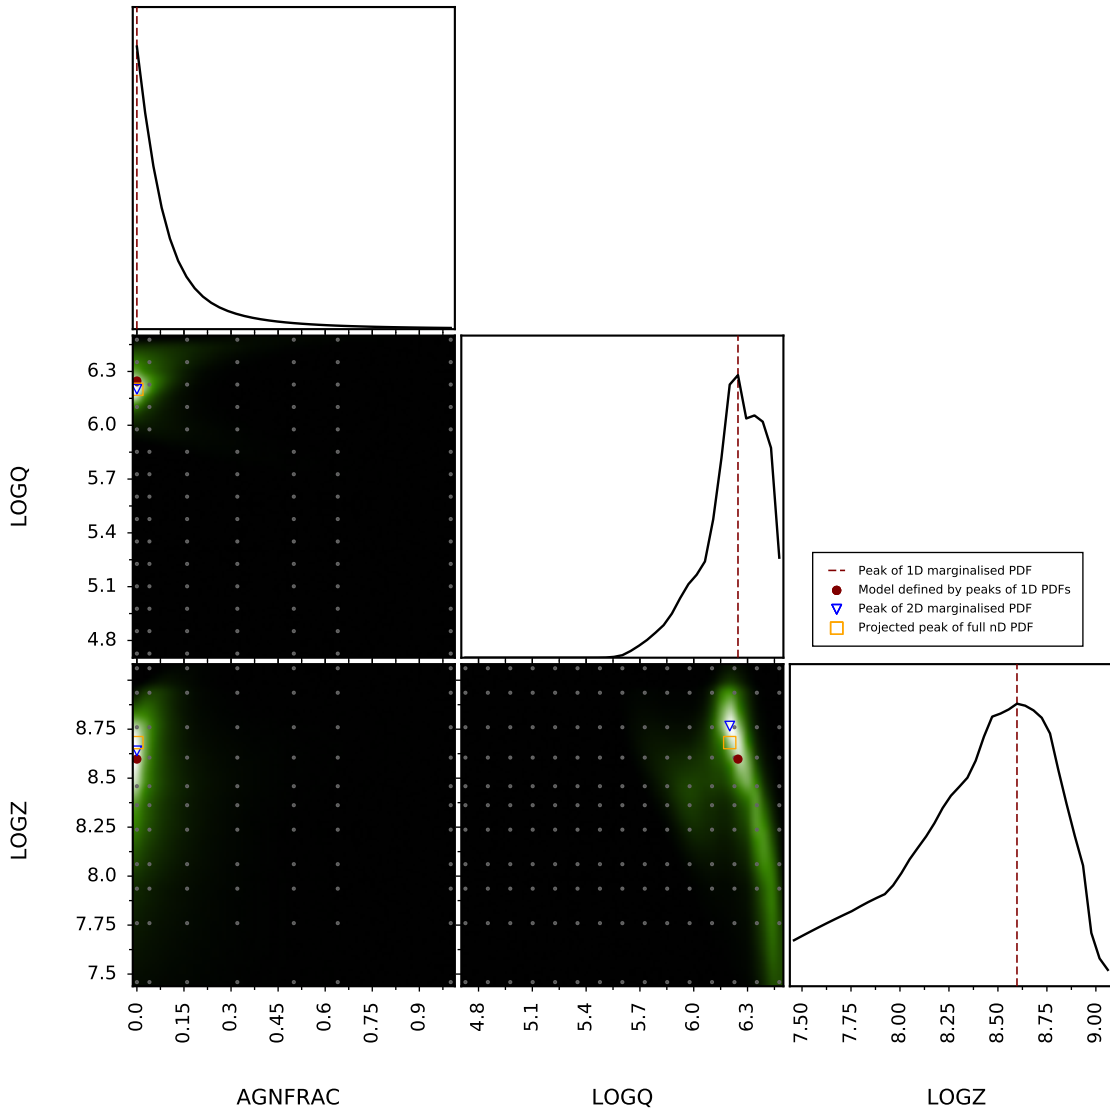 6.3
6.0
5.7
5.4
5.1
4.8
LOGQ
Peak of 1D marginalised PDF
Model defined by peaks of 1D PDFs
Peak of 2D marginalised PDF
Projected peak of full nD PDF
8.75
8.5
8.25
8.0
7.75
7.5
LOGZ
0.0 0.15 0.3 0.45 0.6 0.75 0.9
4.8 5.1 5.4 5.7 6.0 6.3
7.50 7.75 8.00 8.25 8.50 8.75 9.00
AGNFRAC LOGQ LOGZ